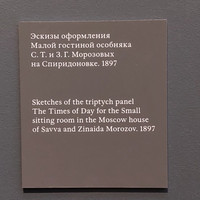 Эскизы оформления
Малой гостиной особняка
С. Т. и З. Г. Морозовых
на Спиридоновке. 1897
Sketches of the triptych panel
The Times of Day for the Small
sitting room in the Moscow house
of Savva and Zinaida Morozov. 1897